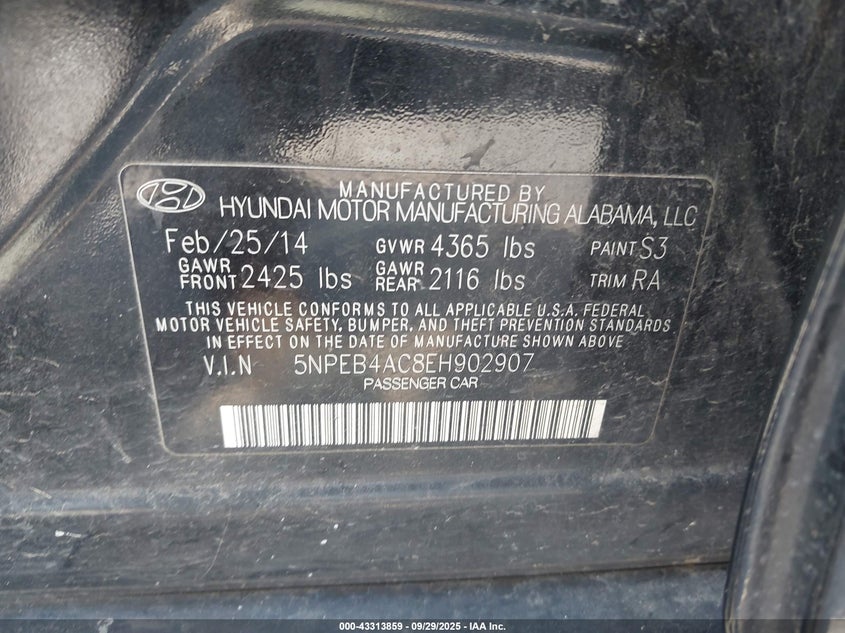 MANUFACTURED BY
HYUNDAI MOTOR MANUFACTURING ALABAMA, LLC
Feb/25/14 GVWR 4365 lbs PAINT S3
GAWR FRONT 2425 lbs GAWR REAR 2116 lbs TRIM RA
THIS VEHICLE CONFORMS TO ALL APPLICABLE U.S.A. FEDERAL
MOTOR VEHICLE SAFETY, BUMPER, AND THEFT PREVENTION STANDARDS
IN EFFECT ON THE DATE OF MANUFACTURE SHOWN ABOVE
V.I.N 5NPEB4AC8EH902907
PASSENGER CAR
000-43313859 - 09/29/2025 - IAA Inc.